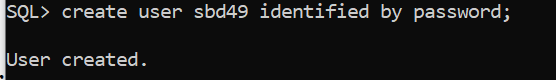 SQL> create user sbd49 identified by password;
User created.